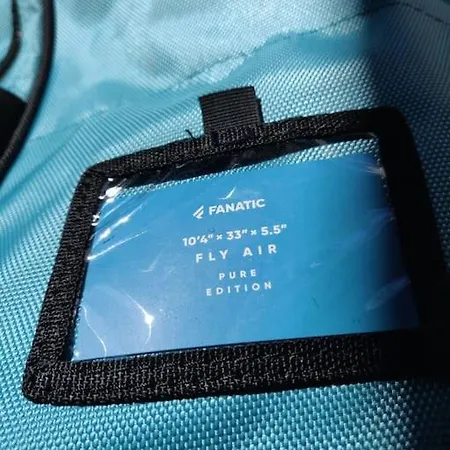 FANATIC
10'4" × 33" × 5.5"
FLY AIR
PURE
EDITION